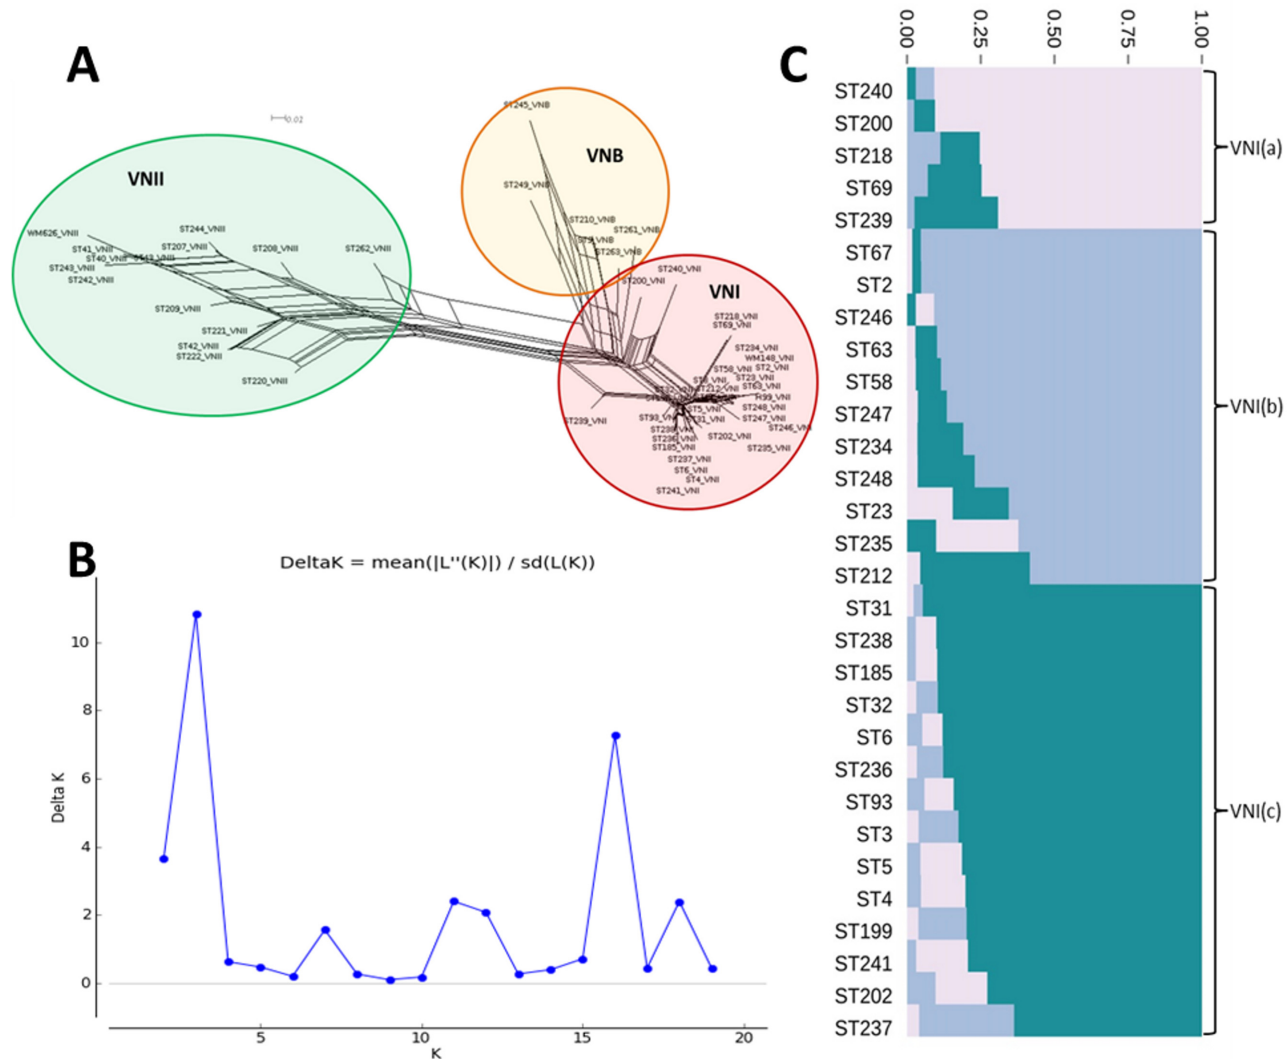 A
0.01
VNII
WM626_VNII
ST41_VNII
ST40_VNII
ST243_VNII
ST242_VNII
ST244_VNII
ST207_VNII
ST208_VNII
ST262_VNII
ST209_VNII
ST221_VNII
ST42_VNII
ST222_VNII
ST220_VNII
VNB
ST245_VNB
ST249_VNB
ST210_VNB
ST261_VNB
ST9_VNB
ST263_VNB
VNI
ST240_VNI
ST200_VNI
ST218_VNI
ST69_VNI
ST234_VNI
WM148_VNI
ST58_VNI
ST2_VNI
ST23_VNI
ST63_VNI
ST212_VNI
H99_VNI
ST5_VNI
ST248_VNI
ST93_VNI
ST31_VNI
ST247_VNI
ST239_VNI
ST246_VNI
ST236_VNI
ST202_VNI
ST185_VNI
ST235_VNI
ST237_VNI
ST6_VNI
ST4_VNI
ST241_VNI
B
DeltaK = mean(|L''(K)|) / sd(L(K))
Delta K
10
8
6
4
2
0
5
10
15
20
K
C
0.00
0.25
0.50
0.75
1.00
ST240
ST200
ST218
ST69
ST239
VNI(a)
ST67
ST2
ST246
ST63
ST58
ST247
ST234
ST248
ST23
ST235
ST212
VNI(b)
ST31
ST238
ST185
ST32
ST6
ST236
ST93
ST3
ST5
ST4
ST199
ST241
ST202
ST237
VNI(c)